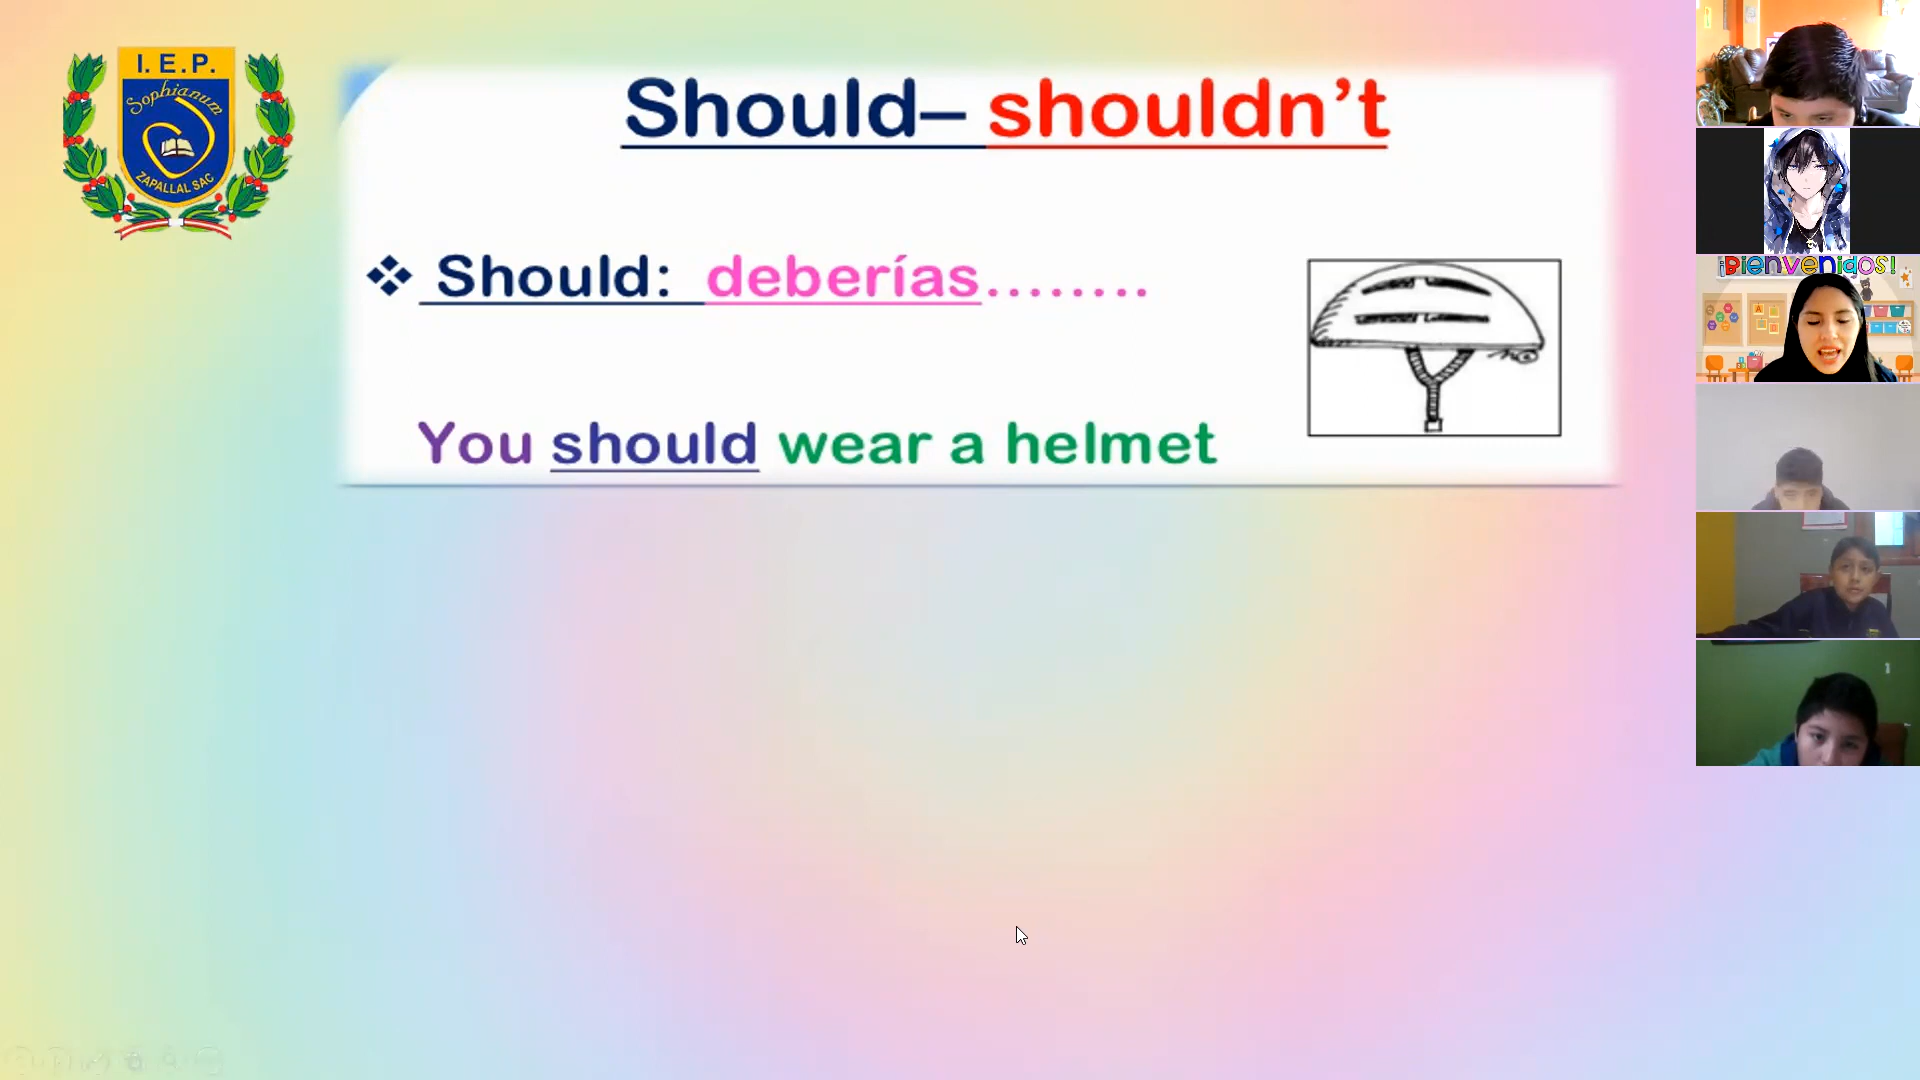 I. E. P.
Sophianum
ZAPALLAL SAC
Should– shouldn’t
❖ Should: deberías........
You should wear a helmet
¡Bienvenidos!